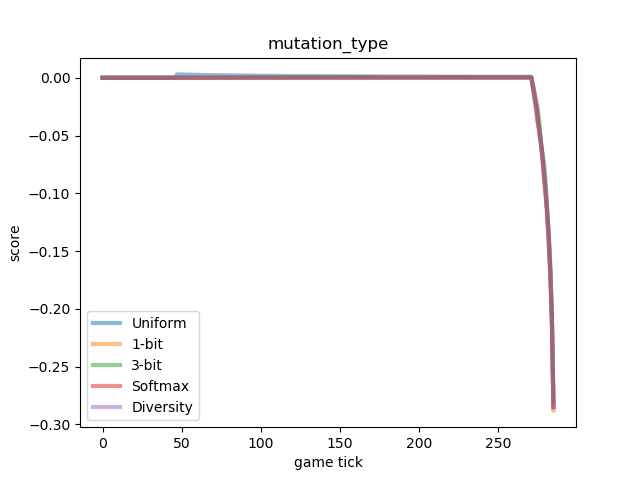 mutation_type
0.00
−0.05
−0.10
−0.15
−0.20
−0.25
−0.30
score
Uniform
1-bit
3-bit
Softmax
Diversity
0
50
100
150
200
250
game tick